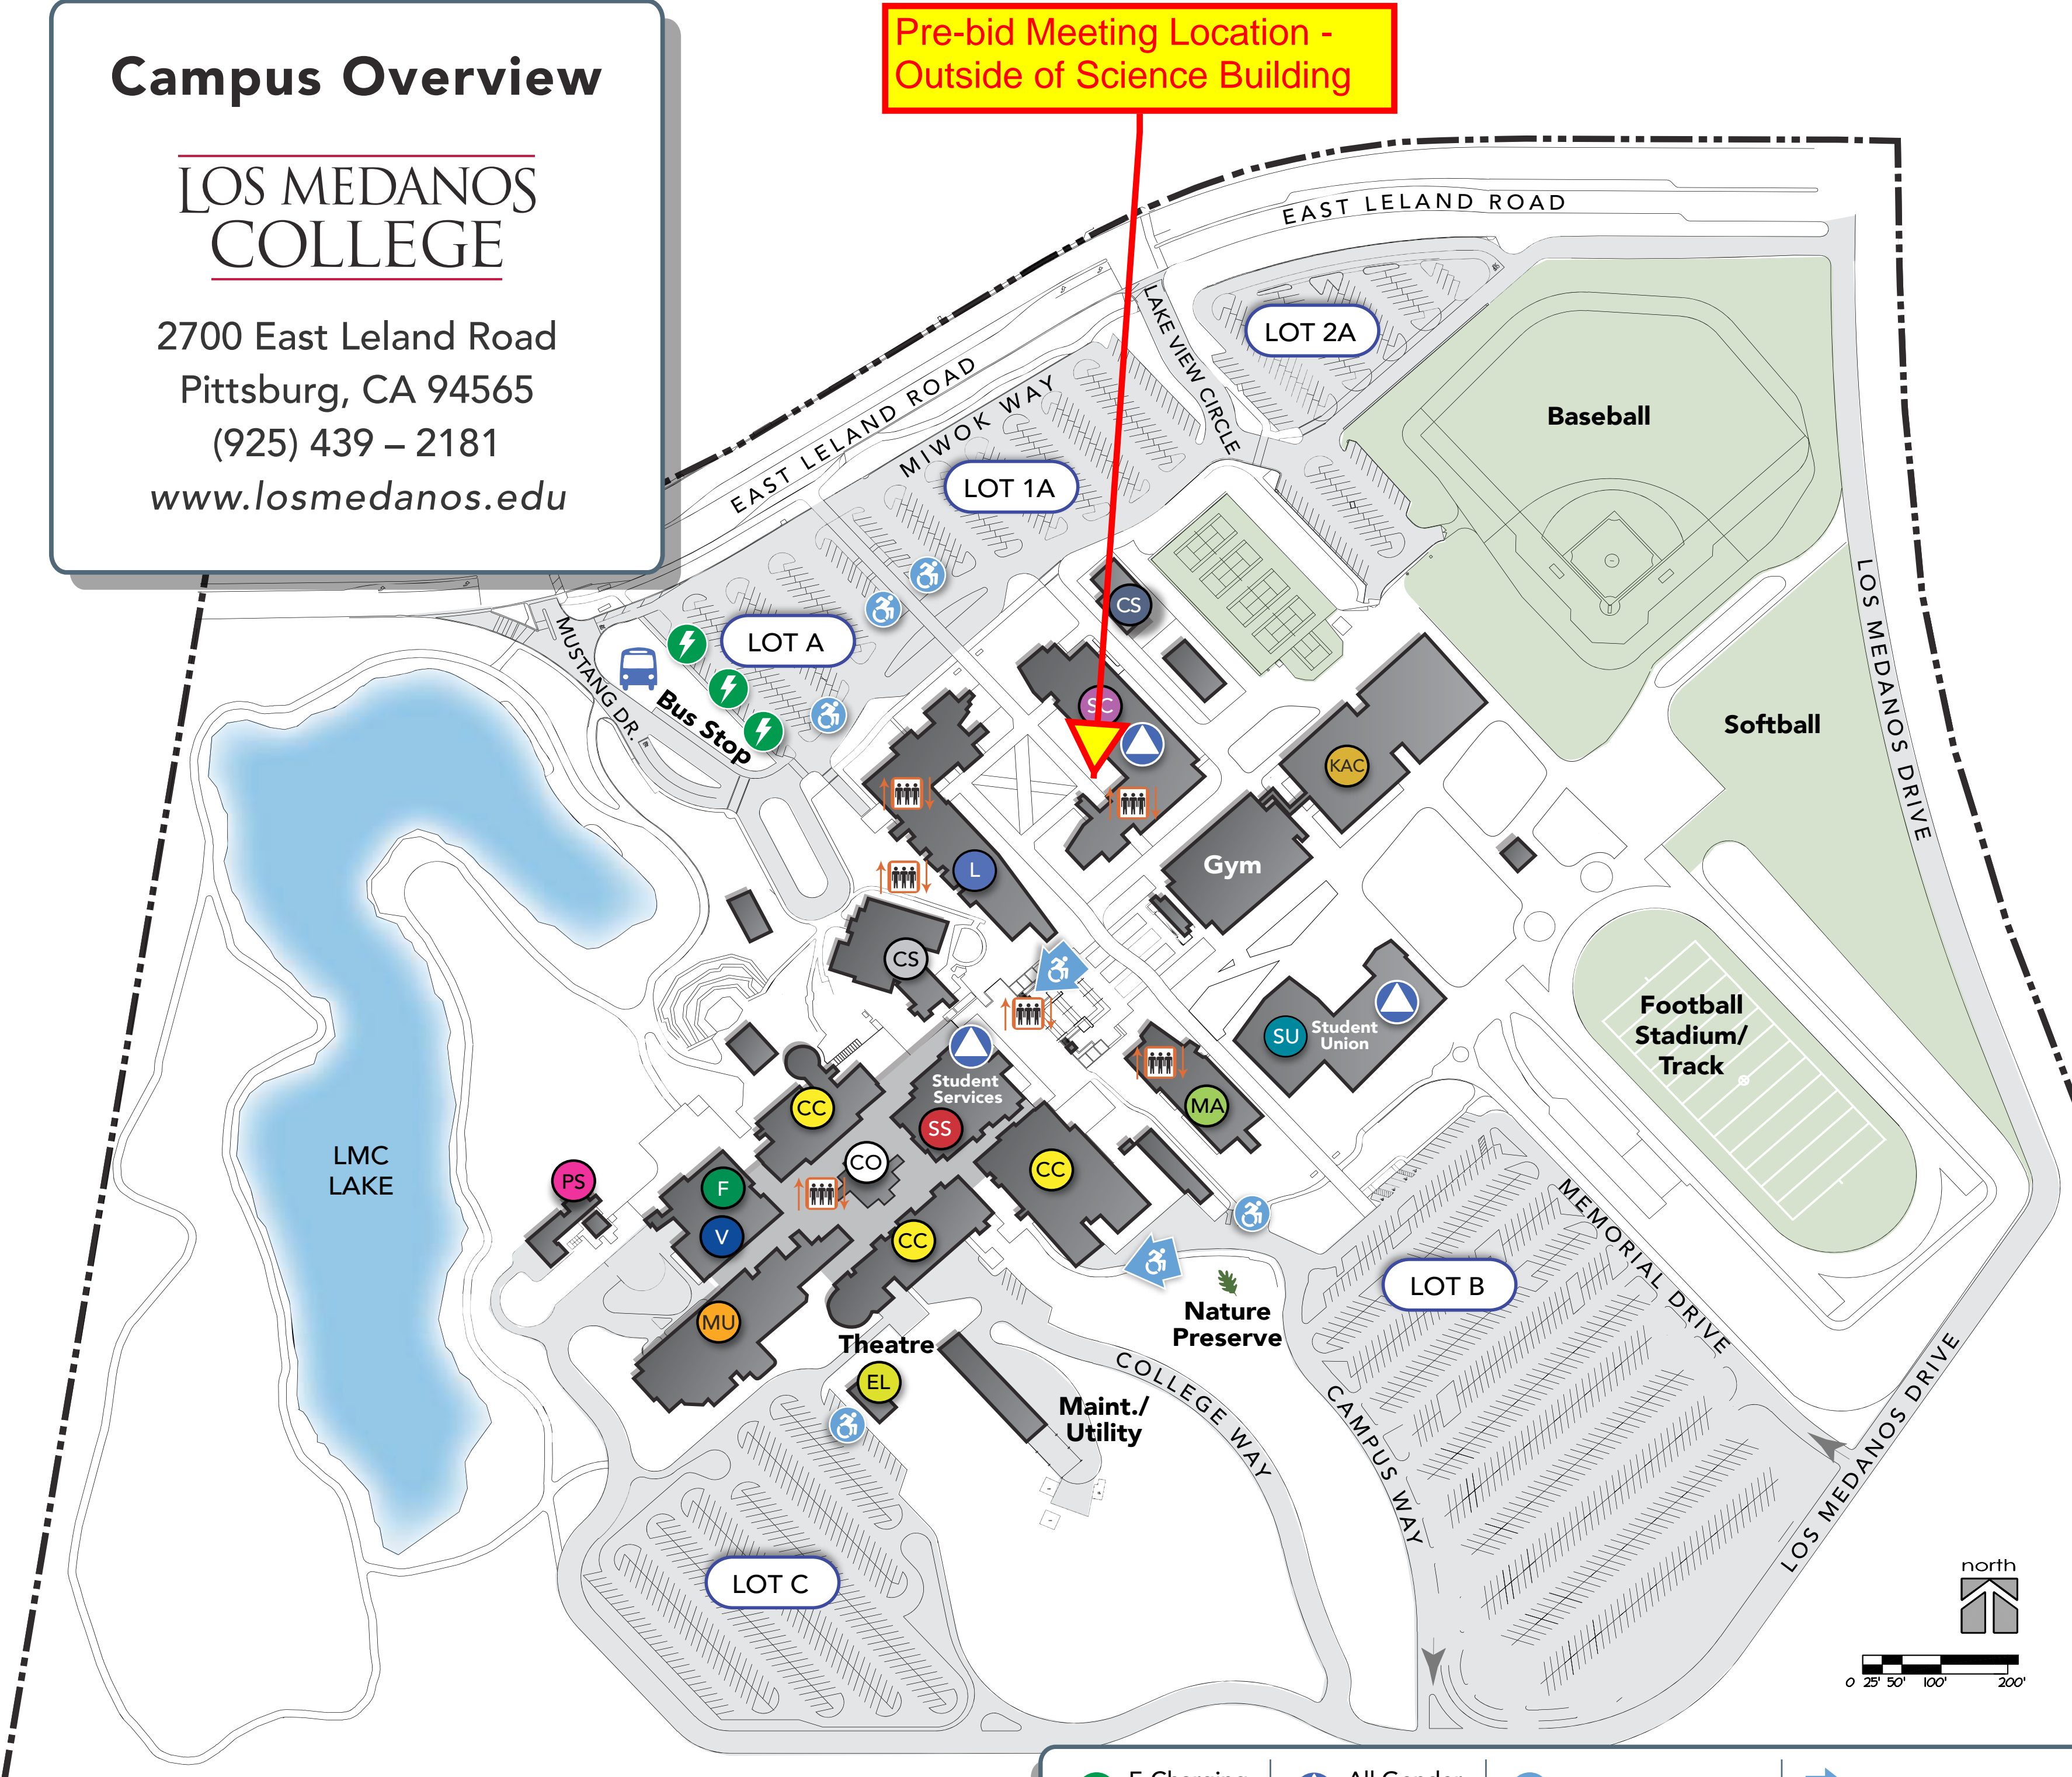 Campus Overview
LOS MEDANOS
COLLEGE
2700 East Leland Road
Pittsburg, CA 94565
(925) 439 – 2181
www.losmedanos.edu
Pre-bid Meeting Location -
Outside of Science Building
EAST LELAND ROAD
LAKE VIEW CIRCLE
LOT 2A
EAST LELAND ROAD
MIWOK WAY
LOT 1A
Baseball
LOS MEDANOS DRIVE
LOT A
MUSTANG DR.
Bus Stop
CS
SC
KAC
Softball
Gym
L
CS
SU
Student
Union
Football
Stadium/
Track
Student
Services
SS
MA
CC
CO
CC
LMC
LAKE
PS
F
V
CC
MU
Theatre
EL
Nature
Preserve
Maint./
Utility
COLLEGE WAY
CAMPUS WAY
LOT B
MEMORIAL DRIVE
LOS MEDANOS DRIVE
LOT C
north
0 25' 50' 100' 200'
E-Charging
All Gender